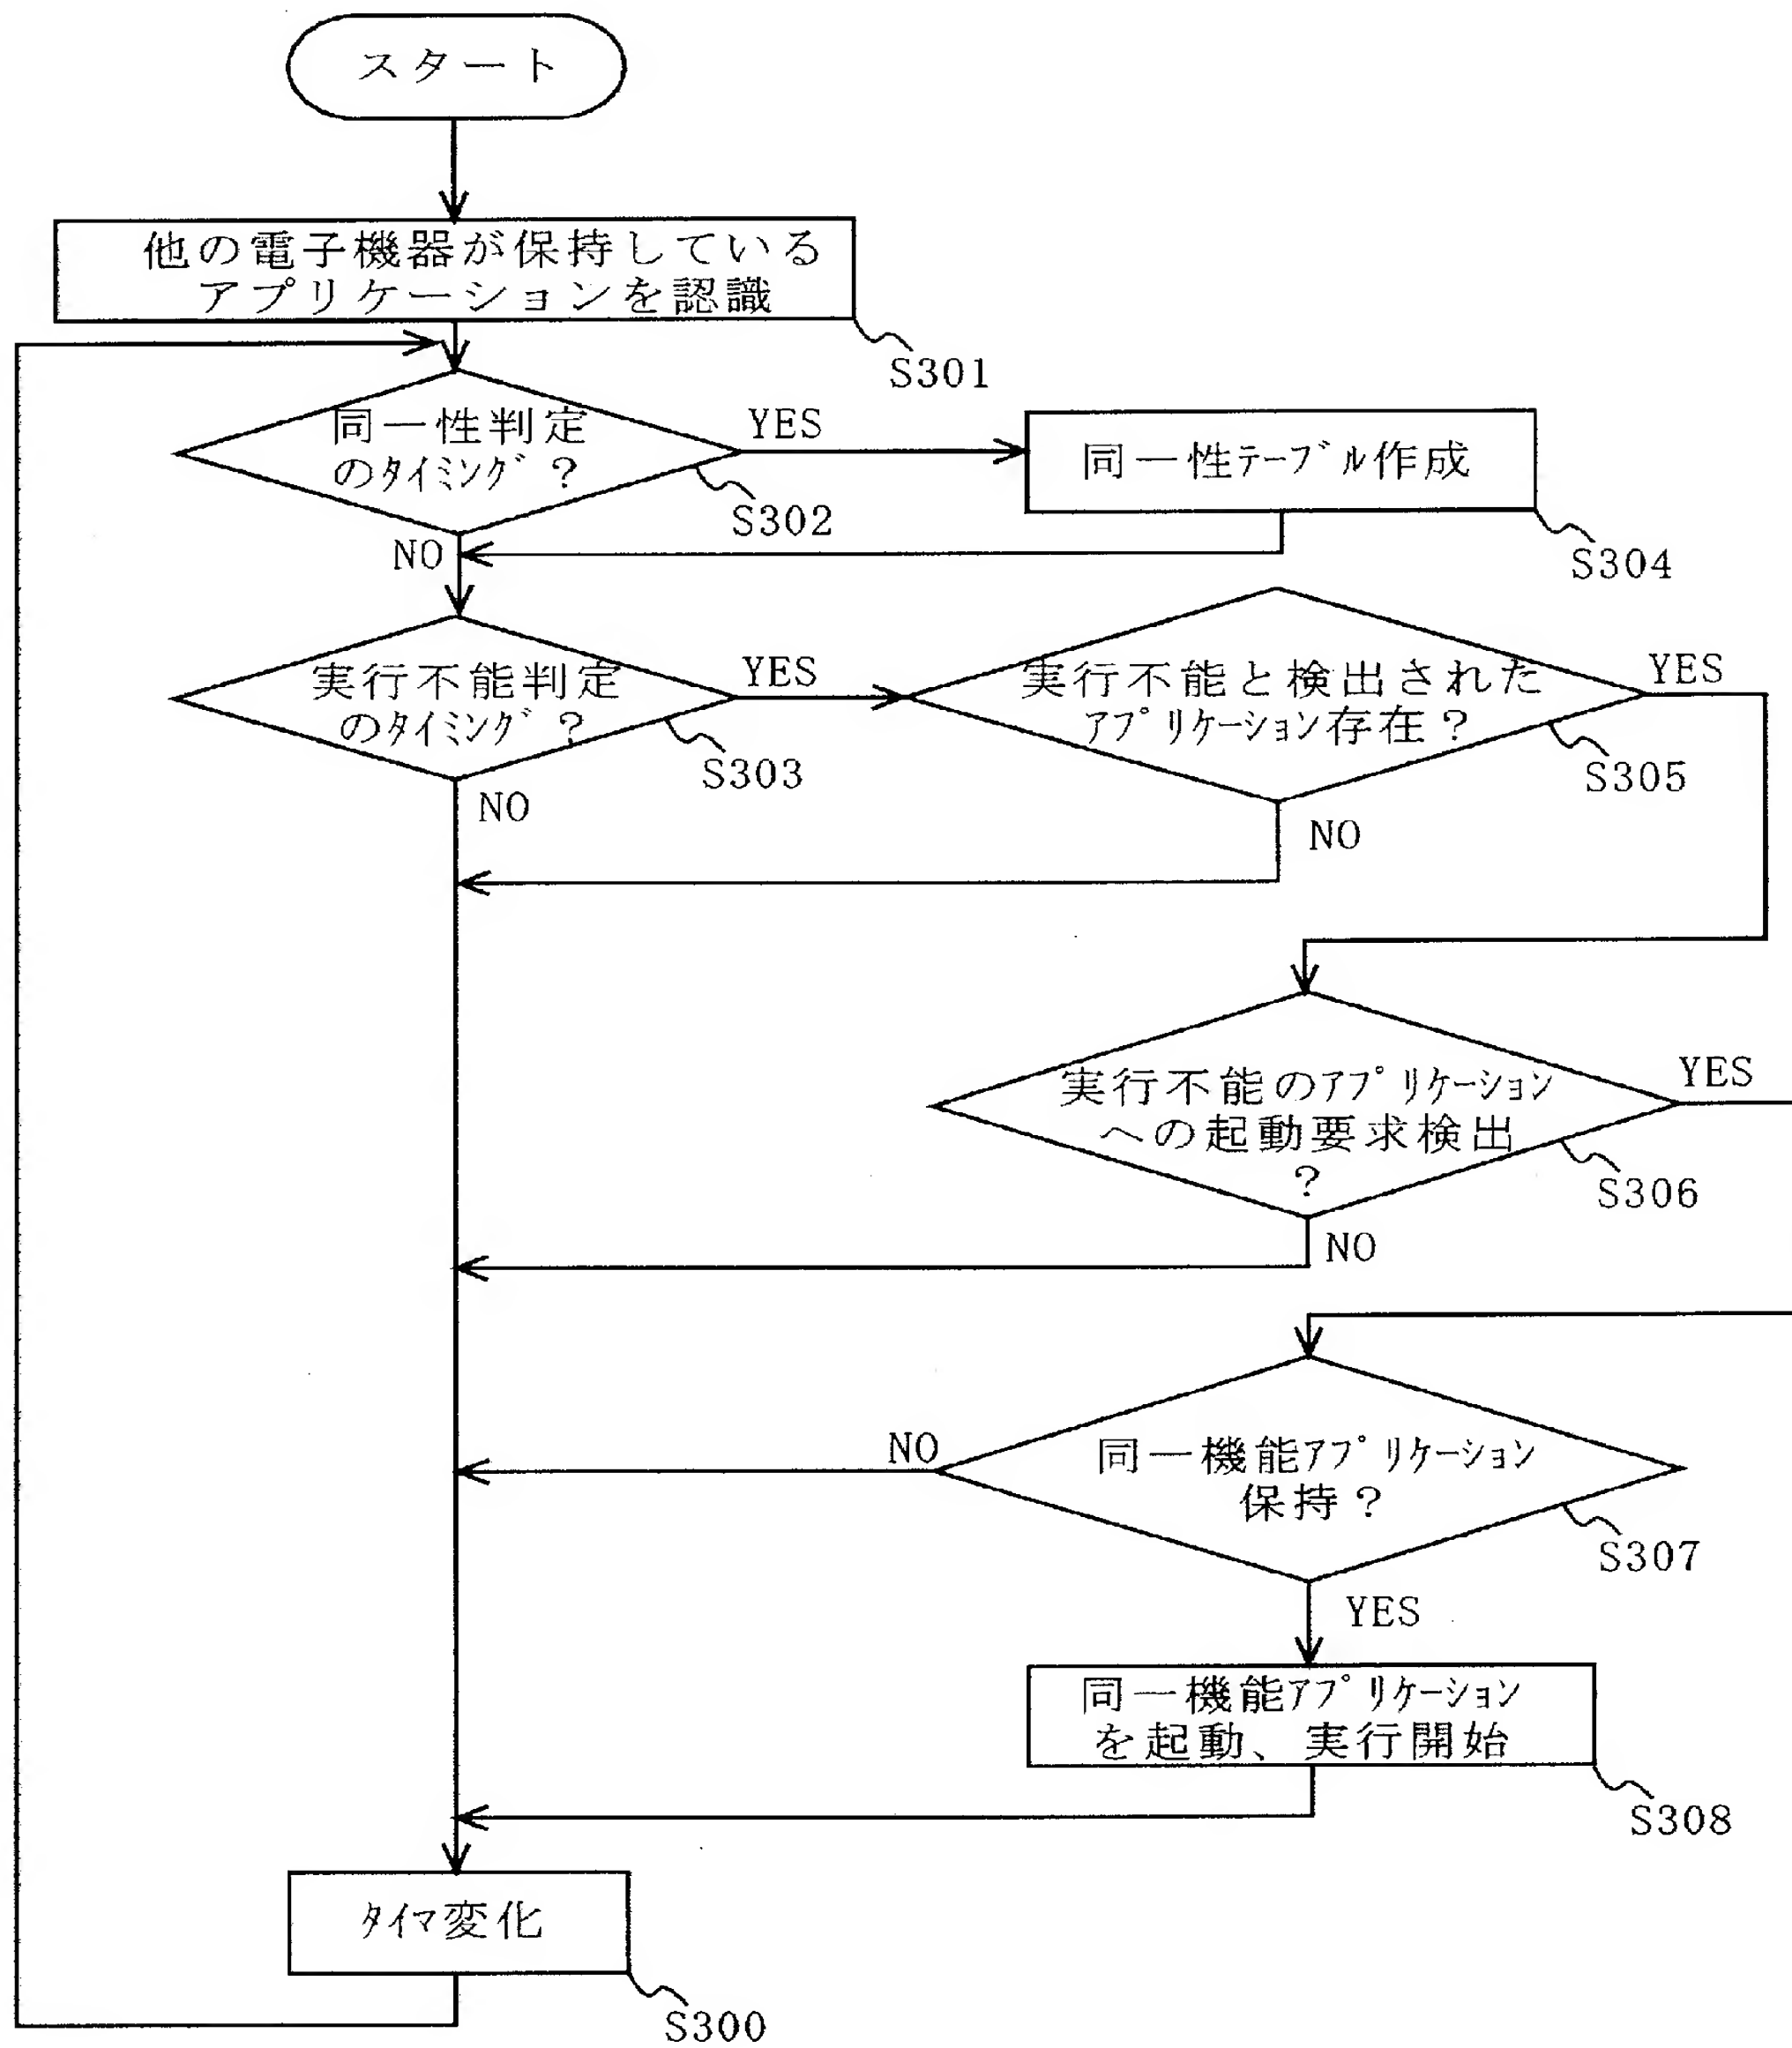 スタート
他の電子機器が保持している
アプリケーションを認識
S301
同一性判定
のタイミング？
YES
S302
NO
同一性テーブル作成
S304
実行不能判定
のタイミング？
YES
S303
NO
実行不能と検出された
アプリケーション存在？
YES
S305
NO
実行不能のアプリケーション
への起動要求検出
？
YES
S306
NO
同一機能アプリケーション
保持？
NO
S307
YES
同一機能アプリケーション
を起動、実行開始
S308
タイマ変化
S300